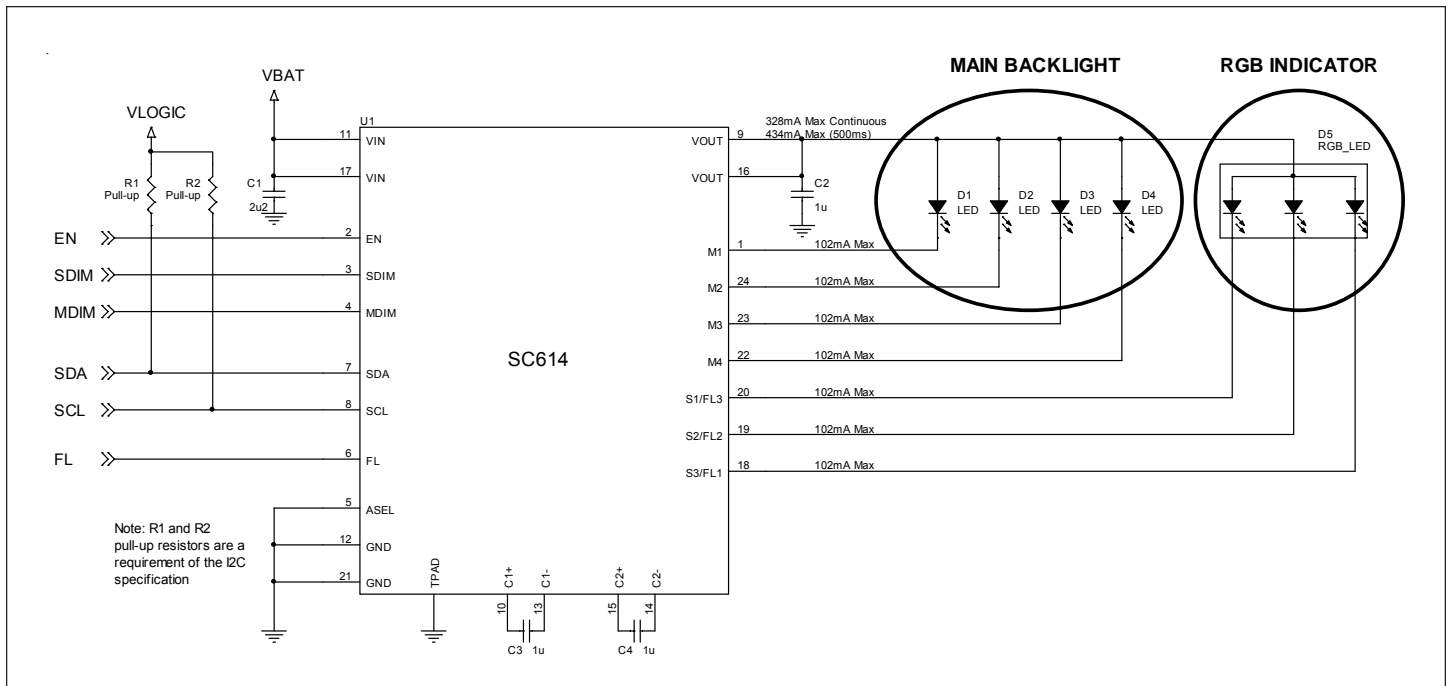 MAIN BACKLIGHT
RGB INDICATOR
VBAT
VLOGIC
U1
328mA Max Continuous
434mA Max (500ms)
D5
RGB_LED
11 VIN
VOUT 9
17 VIN
VOUT 16
R1
Pull-up
R2
Pull-up
C1
2u2
C2
1u
D1
LED
D2
LED
D3
LED
D4
LED
EN
2 EN
M1 1 102mA Max
SDIM
3 SDIM
M2 24 102mA Max
MDIM
4 MDIM
M3 23 102mA Max
SC614
M4 22 102mA Max
SDA
7 SDA
S1/FL3 20 102mA Max
SCL
8 SCL
S2/FL2 19 102mA Max
FL
6 FL
S3/FL1 18 102mA Max
5 ASEL
12 GND
21 GND
Note: R1 and R2
pull-up resistors are a
requirement of the I2C
specification
TPAD
C1+
C1-
C2+
C2-
10
13
15
14
C3 1u
C4 1u